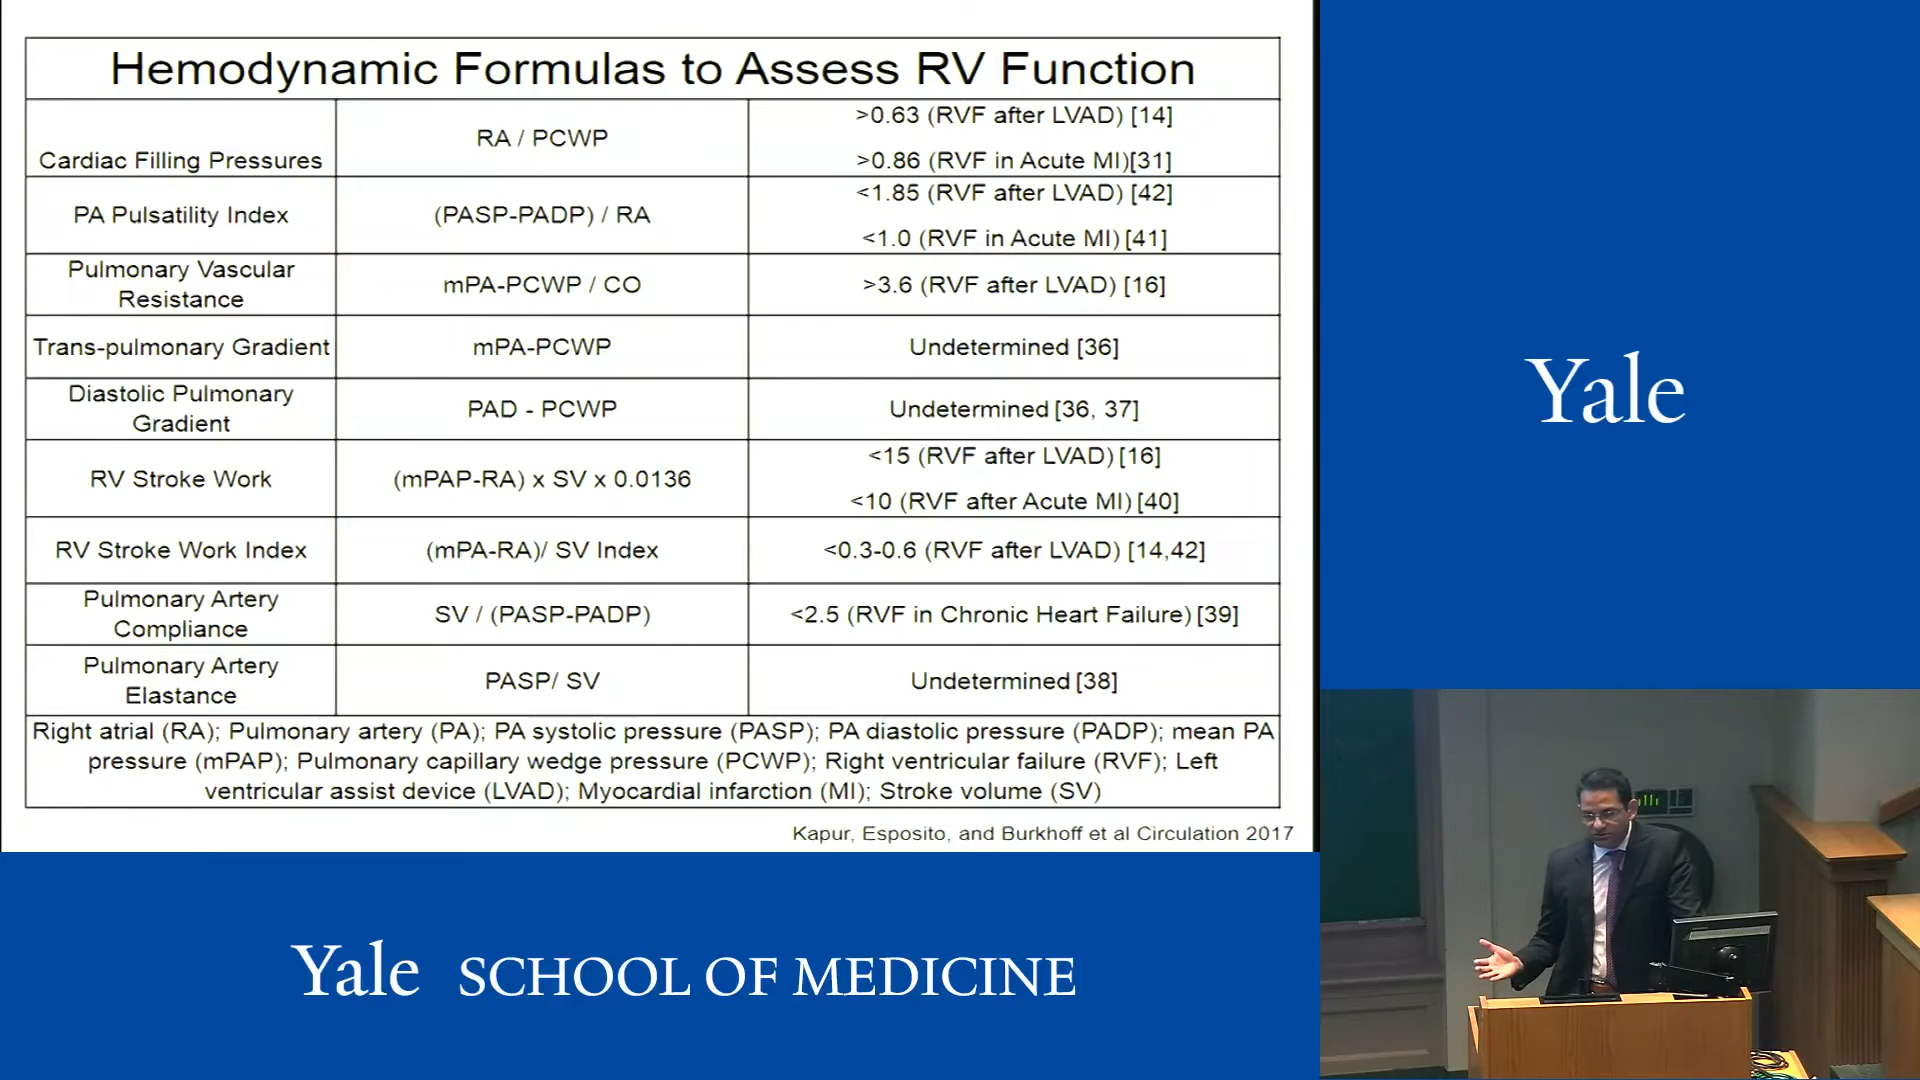 Hemodynamic Formulas to Assess RV Function
Cardiac Filling Pressures
RA / PCWP
>0.63 (RVF after LVAD) [14]
>0.86 (RVF in Acute MI)[31]
PA Pulsatility Index
(PASP-PADP) / RA
<1.85 (RVF after LVAD) [42]
<1.0 (RVF in Acute MI) [41]
Pulmonary Vascular
Resistance
mPA-PCWP / CO
>3.6 (RVF after LVAD) [16]
Trans-pulmonary Gradient
mPA-PCWP
Undetermined [36]
Diastolic Pulmonary
Gradient
PAD - PCWP
Undetermined [36, 37]
RV Stroke Work
(mPAP-RA) x SV x 0.0136
<15 (RVF after LVAD) [16]
<10 (RVF after Acute MI) [40]
RV Stroke Work Index
(mPA-RA)/ SV Index
<0.3-0.6 (RVF after LVAD) [14,42]
Pulmonary Artery
Compliance
SV / (PASP-PADP)
<2.5 (RVF in Chronic Heart Failure) [39]
Pulmonary Artery
Elastance
PASP/ SV
Undetermined [38]
Right atrial (RA); Pulmonary artery (PA); PA systolic pressure (PASP); PA diastolic pressure (PADP); mean PA
pressure (mPAP); Pulmonary capillary wedge pressure (PCWP); Right ventricular failure (RVF); Left
ventricular assist device (LVAD); Myocardial infarction (MI); Stroke volume (SV)
Kapur, Esposito, and Burkhoff et al Circulation 2017
Yale
Yale SCHOOL OF MEDICINE